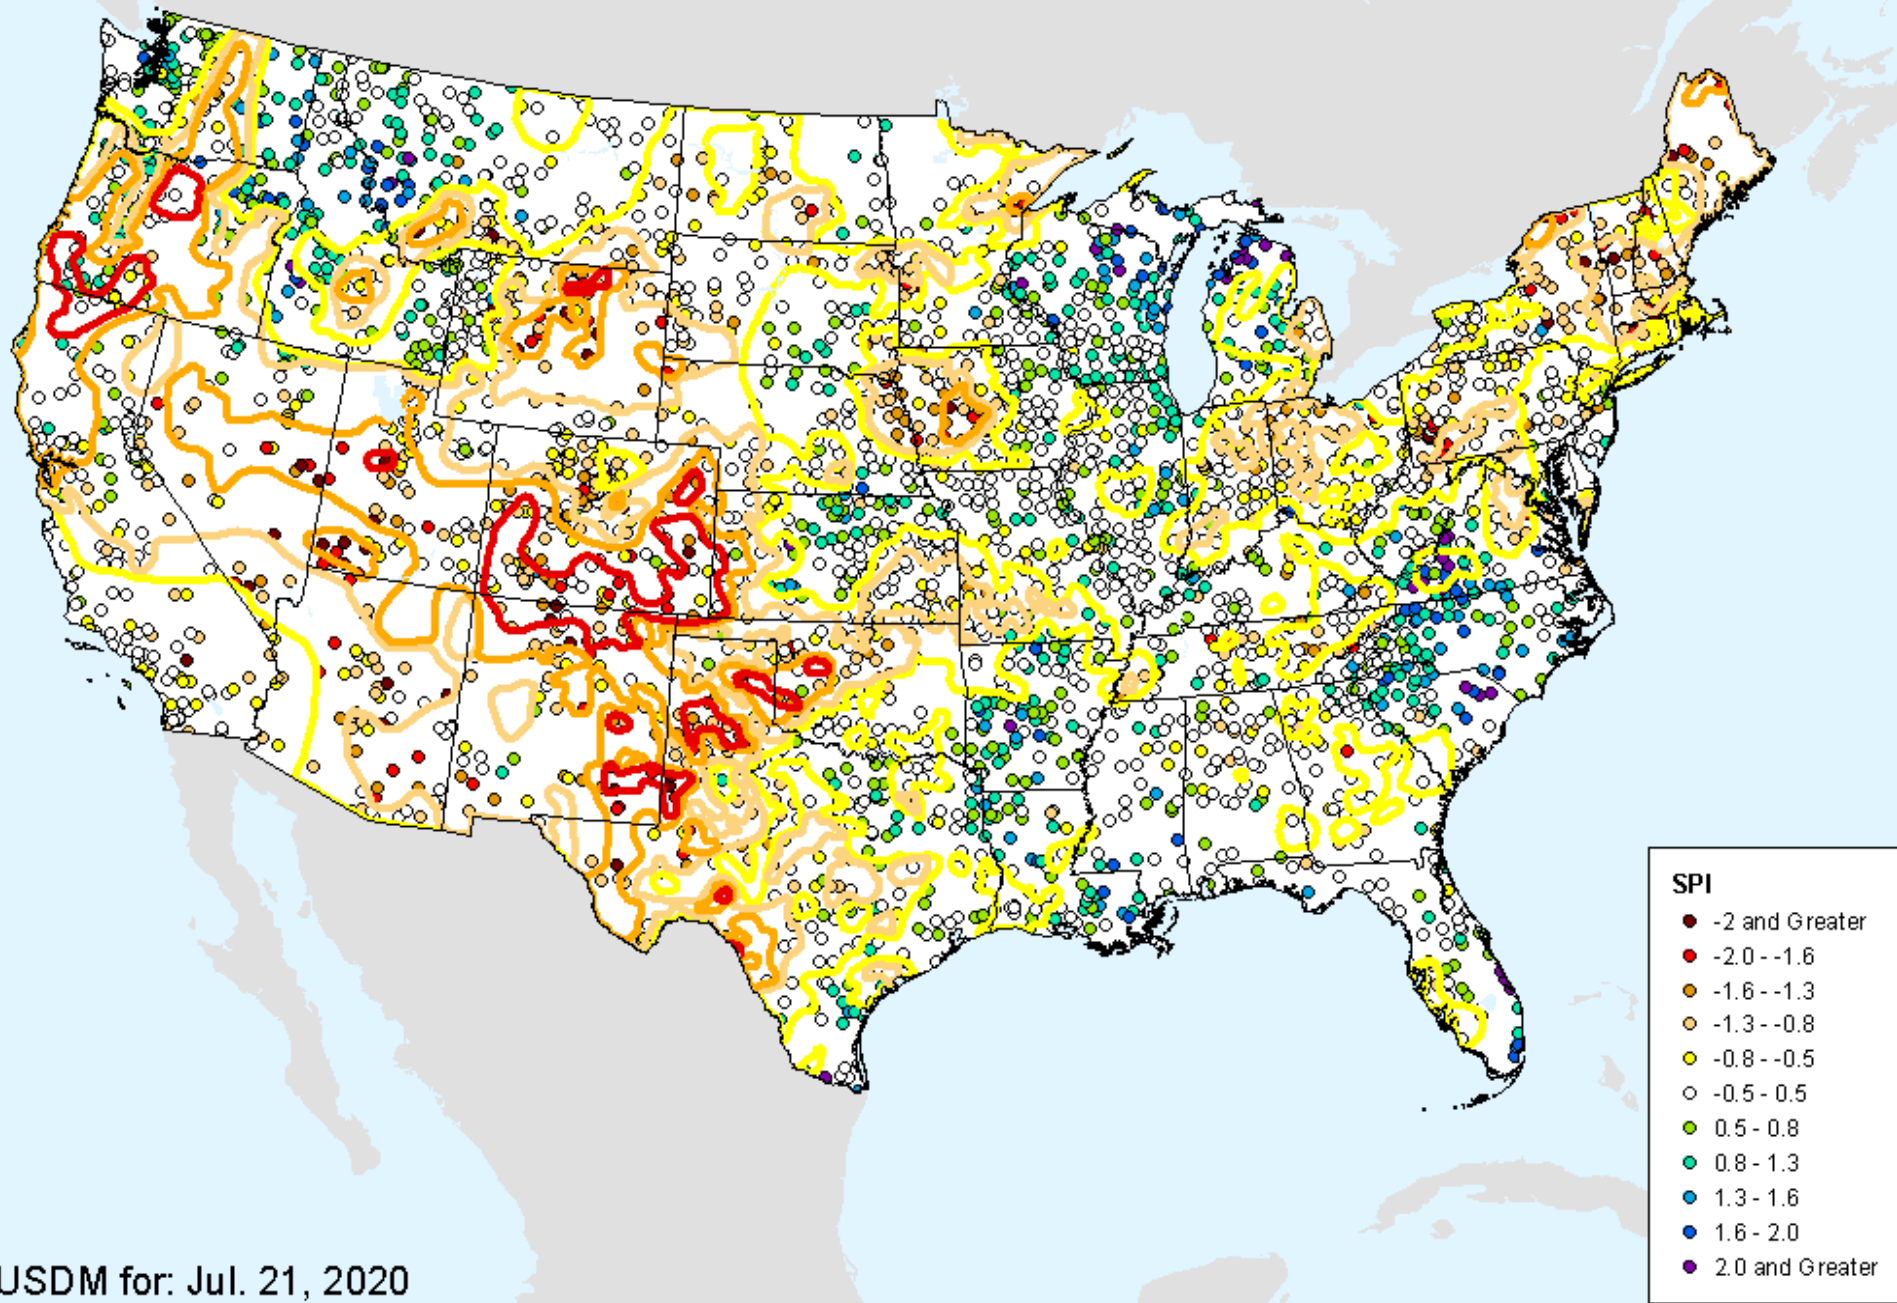 SPI
-2 and Greater
-2.0 - -1.6
-1.6 - -1.3
-1.3 - -0.8
-0.8 - -0.5
-0.5 - 0.5
0.5 - 0.8
0.8 - 1.3
1.3 - 1.6
1.6 - 2.0
2.0 and Greater
USDM for: Jul. 21, 2020